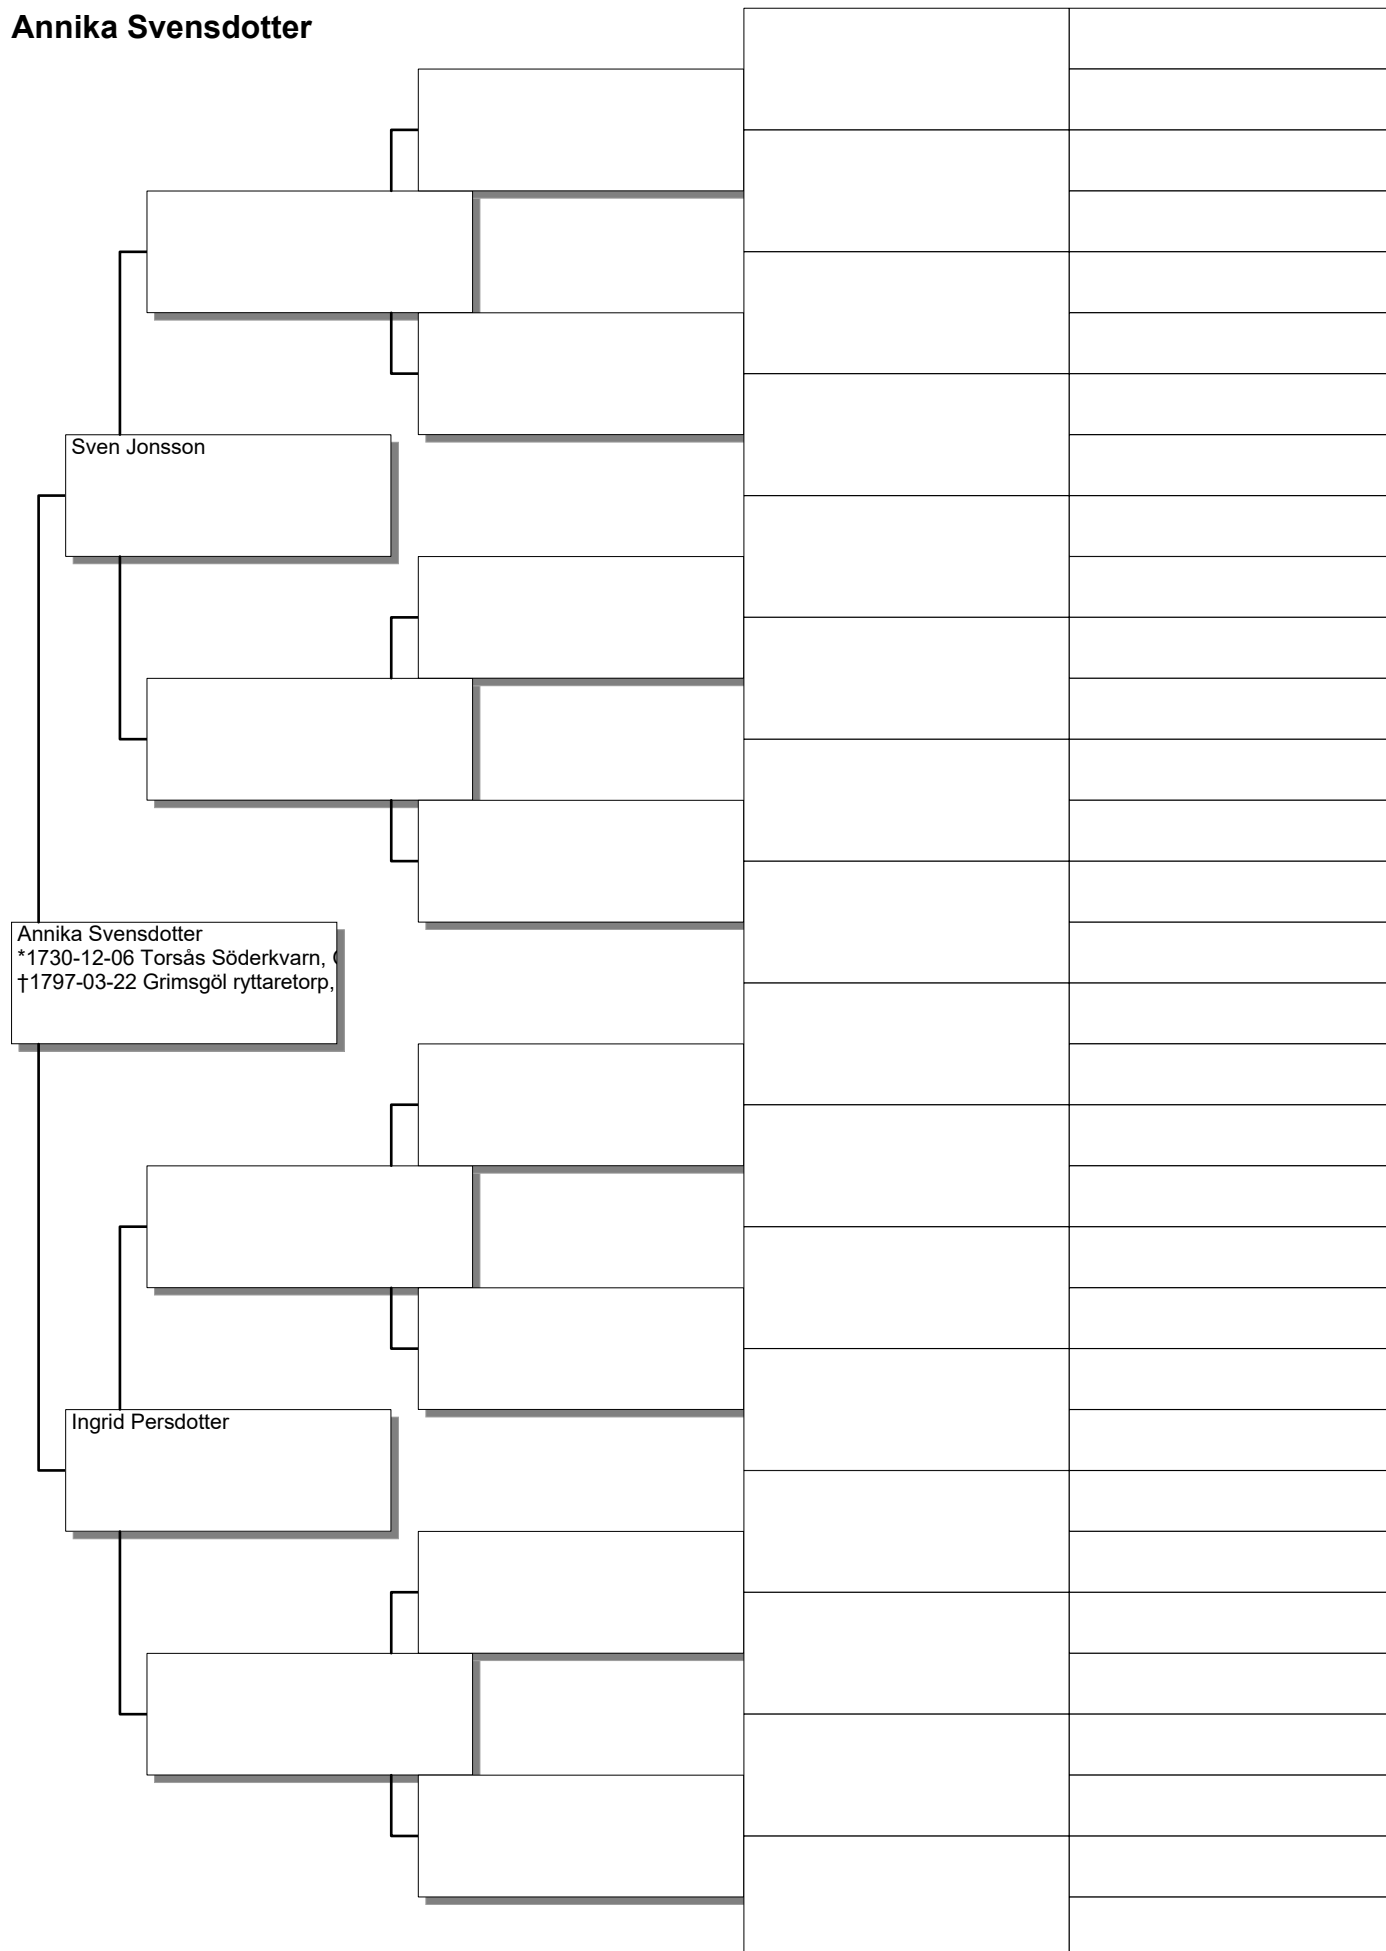 Annika Svensdotter
Sven Jonsson
Annika Svensdotter
*1730-12-06 Torsås Söderkvarn,
†1797-03-22 Grimsgöl ryttaretorp,
Ingrid Persdotter